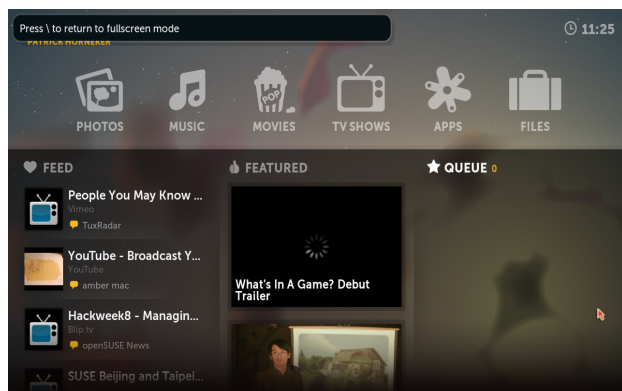 Press \ to return to fullscreen mode
PATRICK HORNEKER
11:25
PHOTOS
MUSIC
POP
MOVIES
TV SHOWS
APPS
FILES
FEED
FEATURED
QUEUE 0
People You May Know ...
Vimeo
TuxRadar
YouTube - Broadcast Y...
YouTube
amber mac
Hackweek8 - Managin...
Blip.tv
openSUSE News
SUSE Beijing and Taipei...
What's In A Game? Debut
Trailer